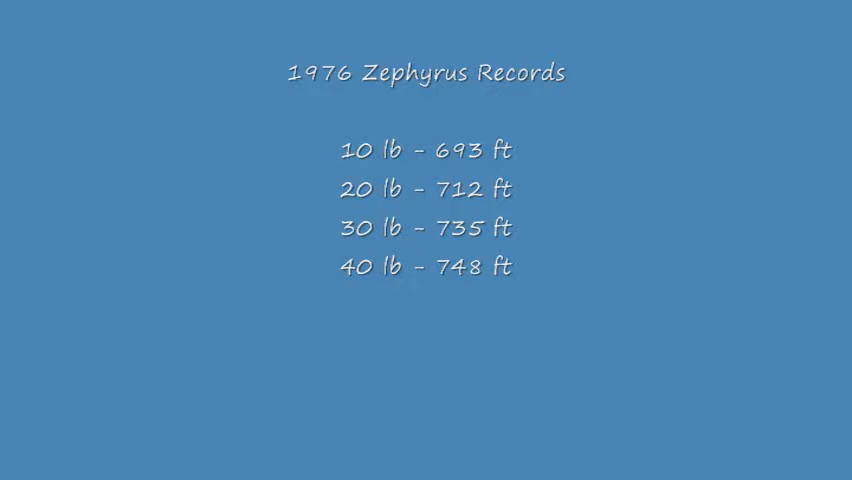 1976 Zephyrus Records
10 lb - 693 ft
20 lb - 712 ft
30 lb - 735 ft
40 lb - 748 ft